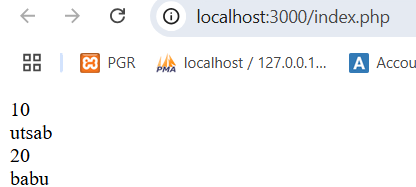 localhost:3000/index.php
PGR localhost / 127.0.0.1... Accou
10
utsab
20
babu